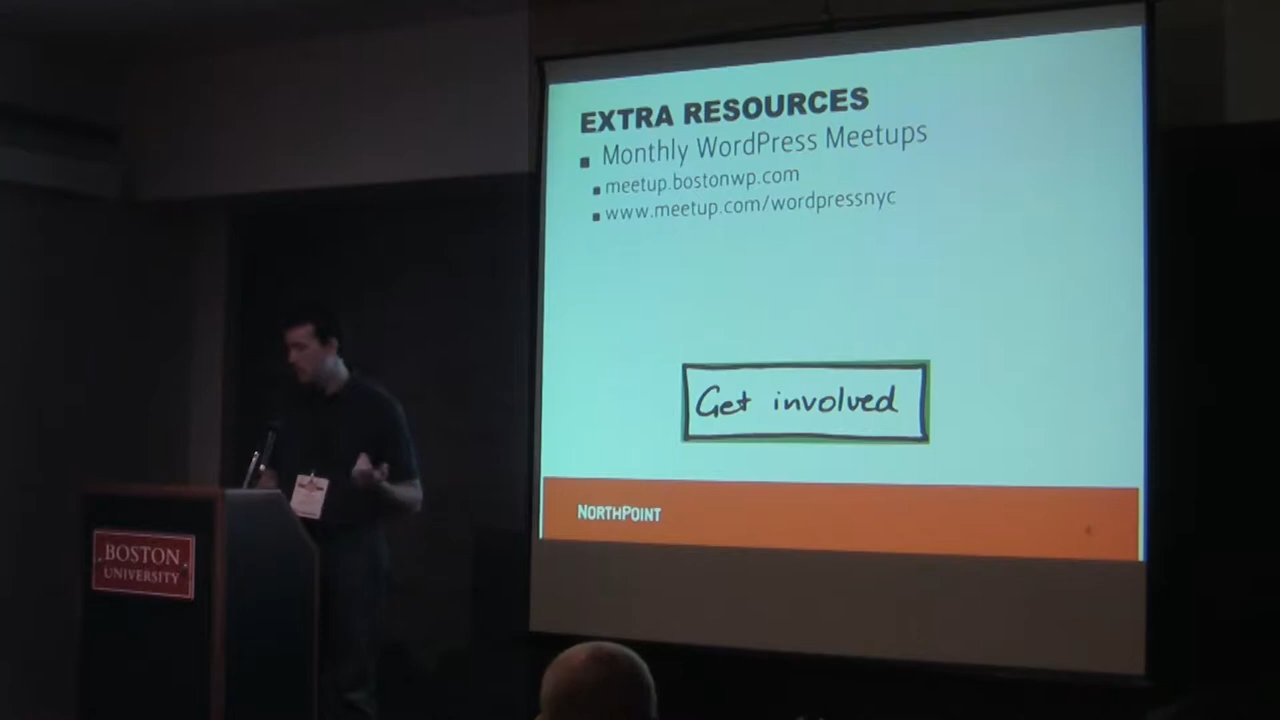 EXTRA RESOURCES
Monthly WordPress Meetups
meetup.bostonwp.com
www.meetup.com/wordpressnyc
Get involved
NORTHPOINT
BOSTON
UNIVERSITY